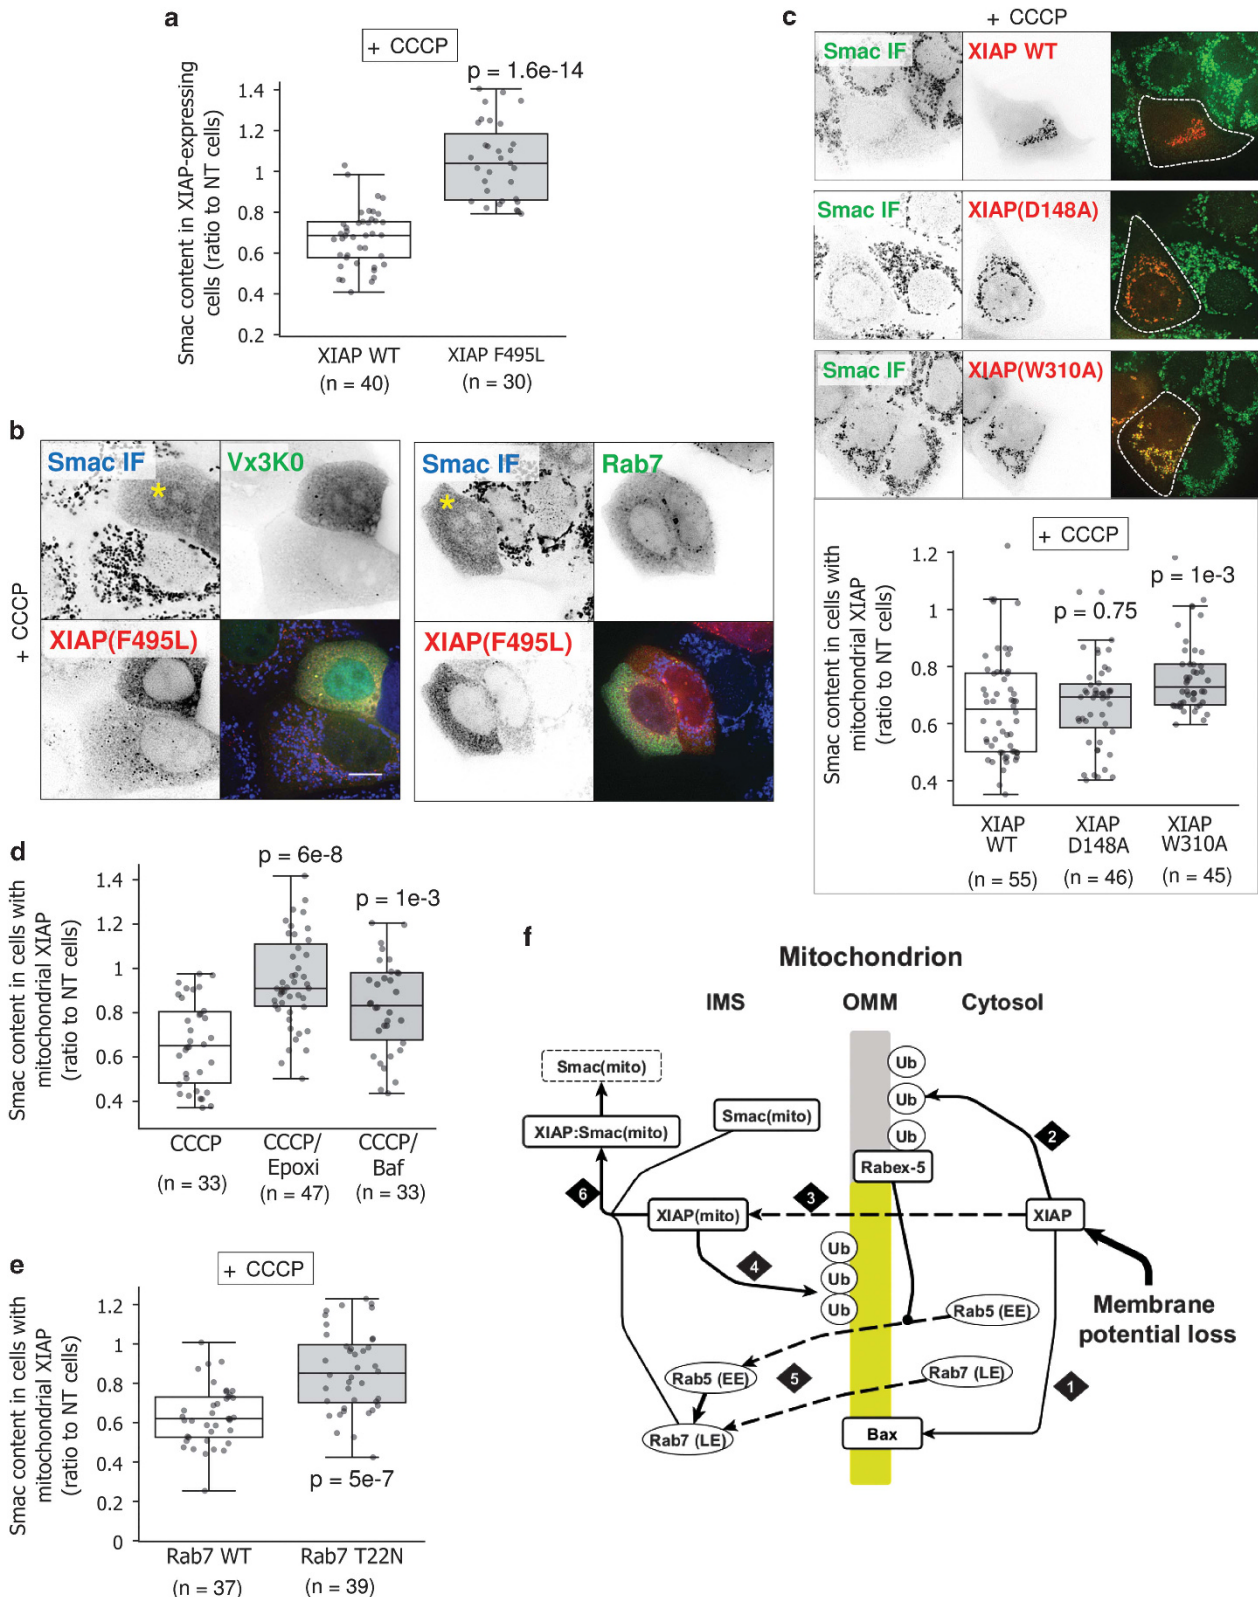 a
+ CCCP
p = 1.6e-14
Smac content in XIAP-expressing
cells (ratio to NT cells)
1.4
1.2
1
0.8
0.6
0.4
0.2
XIAP WT
XIAP F495L
(n = 40)
(n = 30)
b
+ CCCP
Smac IF
Vx3K0
Smac IF
Rab7
*
*
XIAP(F495L)
XIAP(F495L)
c
+ CCCP
Smac IF
XIAP WT
Smac IF
XIAP(D148A)
Smac IF
XIAP(W310A)
+ CCCP
p = 0.75
p = 1e-3
Smac content in cells with
mitochondrial XIAP
(ratio to NT cells)
1.2
1
0.8
0.6
0.4
XIAP
WT
XIAP
D148A
XIAP
W310A
(n = 55)
(n = 46)
(n = 45)
d
p = 6e-8
p = 1e-3
Smac content in cells with
mitochondrial XIAP
(ratio to NT cells)
1.4
1.2
1
0.8
0.6
0.4
CCCP
CCCP/
Epoxi
CCCP/
Baf
(n = 33)
(n = 47)
(n = 33)
e
+ CCCP
p = 5e-7
Smac content in cells with
mitochondrial XIAP
(ratio to NT cells)
1.2
1
0.8
0.6
0.4
0.2
0
Rab7 WT
Rab7 T22N
(n = 37)
(n = 39)
f
Mitochondrion
IMS
OMM
Cytosol
Smac(mito)
XIAP:Smac(mito)
Smac(mito)
Ub
Ub
Ub
Rabex-5
2
6
XIAP(mito)
3
XIAP
4
Ub
Ub
Ub
Membrane
potential loss
Rab5 (EE)
Rab5 (EE)
5
Rab7 (LE)
1
Rab7 (LE)
Bax